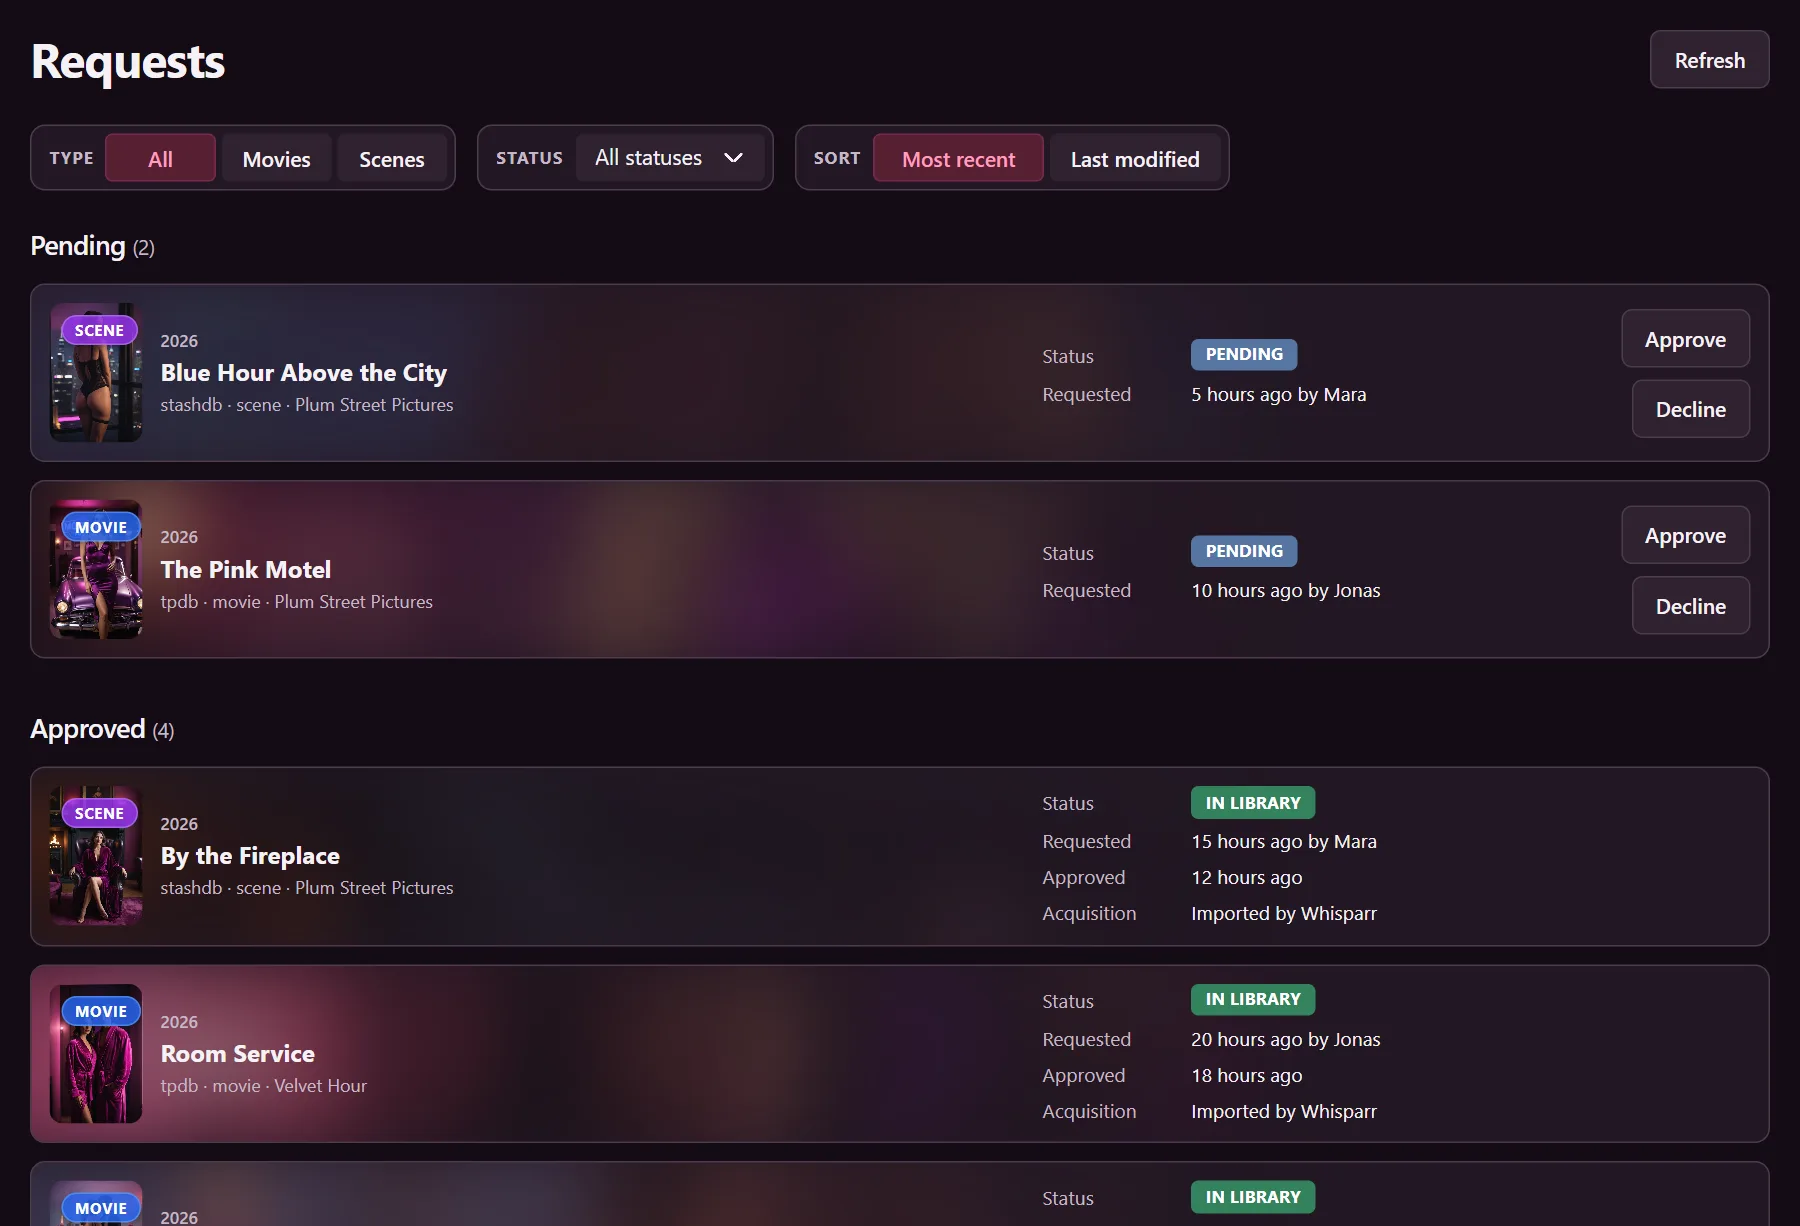 Requests
Refresh
TYPE All Movies Scenes
STATUS All statuses
SORT Most recent Last modified
Pending (2)
SCENE
2026
Blue Hour Above the City
stashdb · scene · Plum Street Pictures
Status PENDING
Requested 5 hours ago by Mara
Approve
Decline
MOVIE
2026
The Pink Motel
tpdb · movie · Plum Street Pictures
Status PENDING
Requested 10 hours ago by Jonas
Approve
Decline
Approved (4)
SCENE
2026
By the Fireplace
stashdb · scene · Plum Street Pictures
Status IN LIBRARY
Requested 15 hours ago by Mara
Approved 12 hours ago
Acquisition Imported by Whisparr
MOVIE
2026
Room Service
tpdb · movie · Velvet Hour
Status IN LIBRARY
Requested 20 hours ago by Jonas
Approved 18 hours ago
Acquisition Imported by Whisparr
MOVIE
2026
Status IN LIBRARY